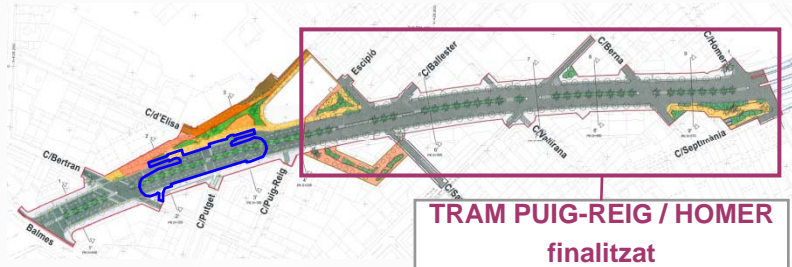 C/Homer
C/Berna
Escipió
C/Ballester
C/d'Elisa
C/Bertran
C/Vallirana
C/Septimània
C/Puig-Reig
C/Putget
Balmes
TRAM PUIG-REIG / HOMER
finalitzat